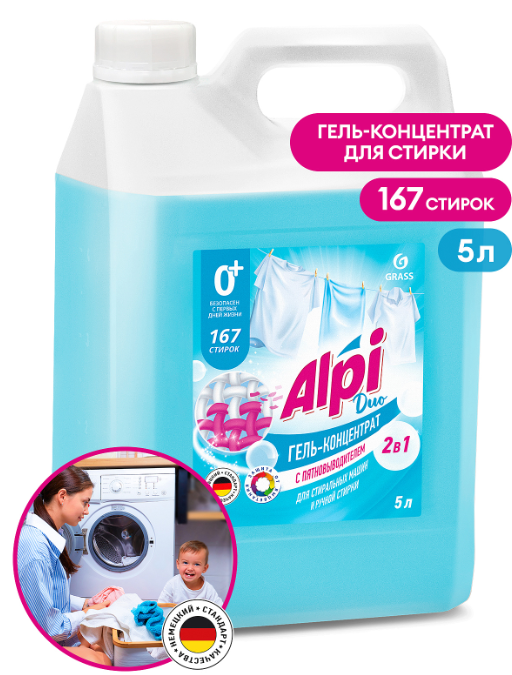 ГЕЛЬ-КОНЦЕНТРАТ
ДЛЯ СТИРКИ
167 СТИРОК
5 л
GRASS
0+
БЕЗОПАСЕН
С ПЕРВЫХ
ДНЕЙ ЖИЗНИ
167
СТИРОК
Alpi
Duo
ГЕЛЬ-КОНЦЕНТРАТ
С ПЯТНОВЫВОДИТЕЛЕМ
2 в 1
ДЛЯ СТИРАЛЬНЫХ МАШИН
И РУЧНОЙ СТИРКИ
5 л
НЕМЕЦКИЙ • СТАНДАРТ • КАЧЕСТВА •